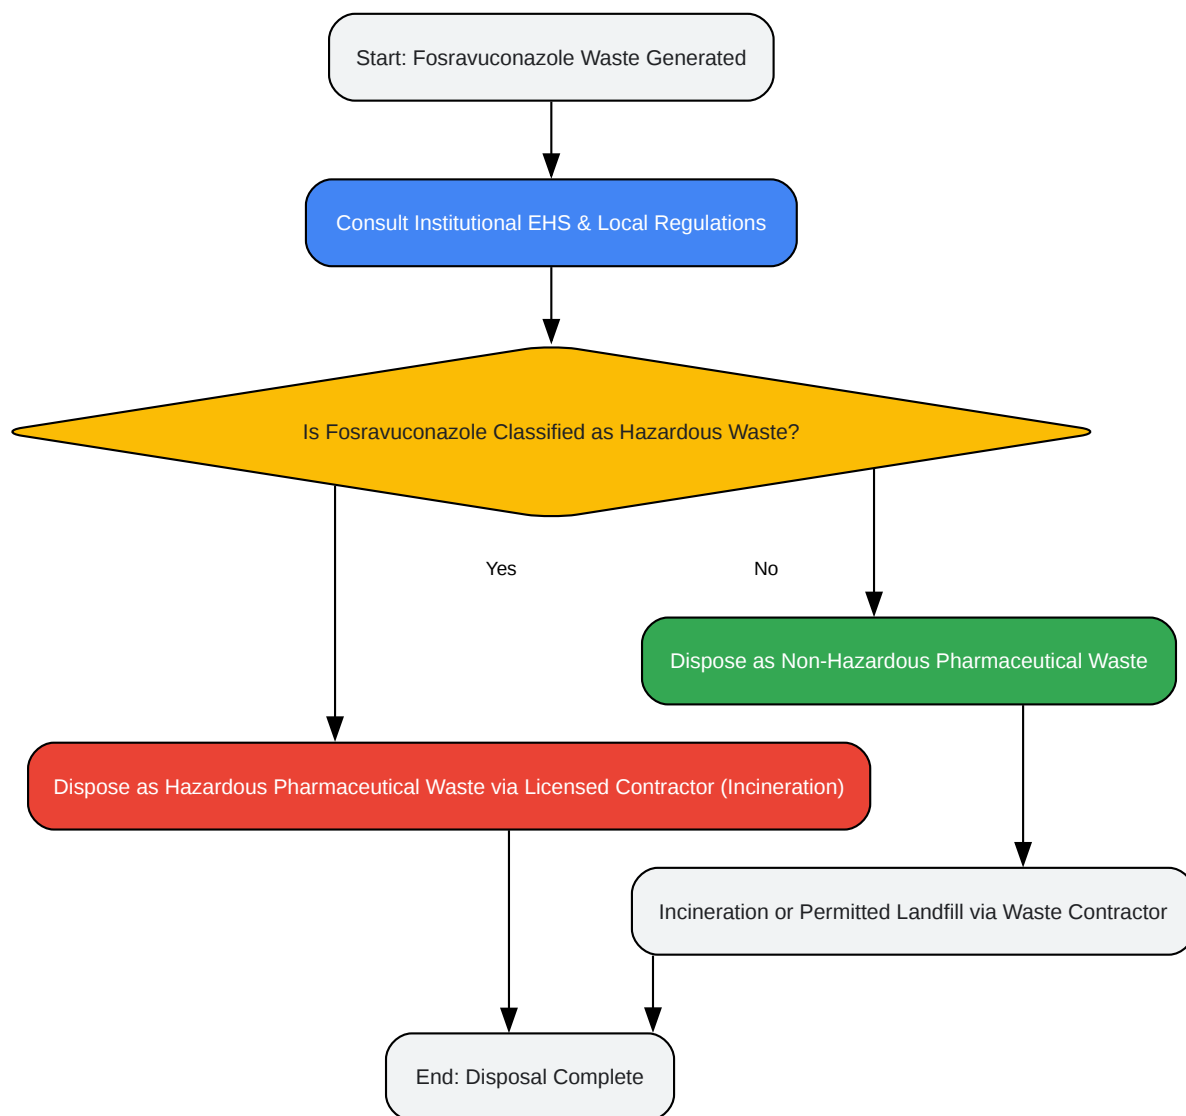 Start: Fosravuconazole Waste Generated
Consult Institutional EHS & Local Regulations
Is Fosravuconazole Classified as Hazardous Waste?
Yes
No
Dispose as Non-Hazardous Pharmaceutical Waste
Dispose as Hazardous Pharmaceutical Waste via Licensed Contractor (Incineration)
Incineration or Permitted Landfill via Waste Contractor
End: Disposal Complete